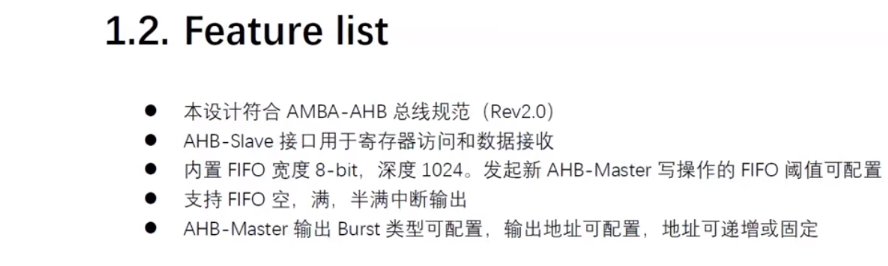 1.2. Feature list
● 本设计符合 AMBA-AHB 总线规范（Rev2.0）
● AHB-Slave 接口用于寄存器访问和数据接收
● 内置 FIFO 宽度 8-bit，深度 1024。发起新 AHB-Master 写操作的 FIFO 阈值可配置
● 支持 FIFO 空，满，半满中断输出
● AHB-Master 输出 Burst 类型可配置，输出地址可配置，地址可递增或固定